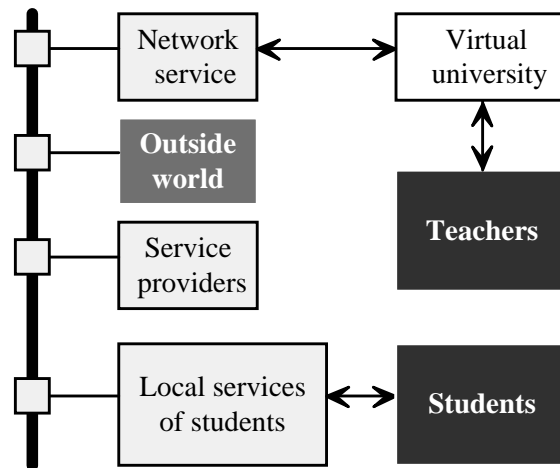 Network
service
Virtual
university
Outside
world
Teachers
Service
providers
Local services
of students
Students